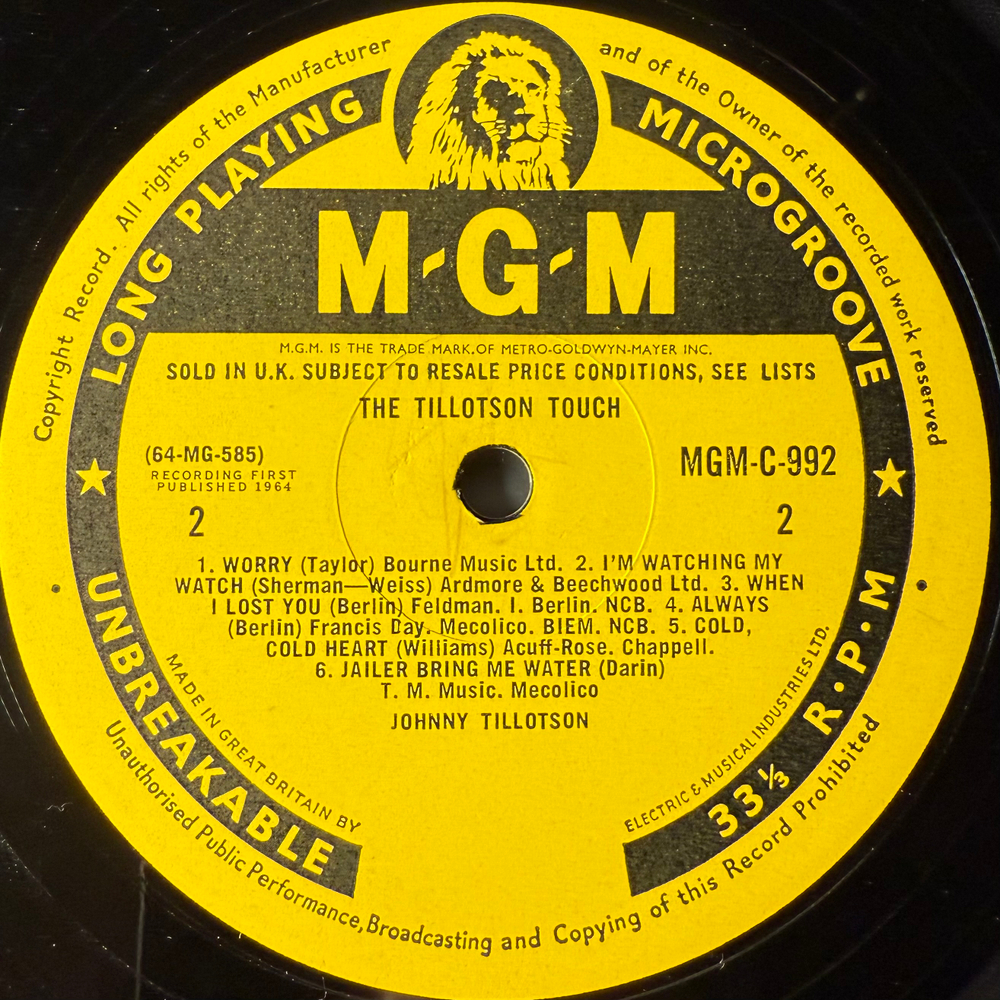 Copyright Record. All rights of the Manufacturer and of the Owner of the recorded work reserved
LONG PLAYING
MICROGROOVE
M-G-M
M.G.M. IS THE TRADE MARK.OF METRO-GOLDWYN-MAYER INC.
SOLD IN U.K. SUBJECT TO RESALE PRICE CONDITIONS, SEE LISTS
THE TILLOTSON TOUCH
(64-MG-585)
MGM-C-992
RECORDING FIRST
PUBLISHED 1964
2
2
1. WORRY (Taylor) Bourne Music Ltd. 2. I'M WATCHING MY
WATCH (Sherman—Weiss) Ardmore & Beechwood Ltd. 3. WHEN
I LOST YOU (Berlin) Feldman. I. Berlin. NCB. 4. ALWAYS
(Berlin) Francis Day. Mecolico. BIEM. NCB. 5. COLD,
COLD HEART (Williams) Acuff-Rose. Chappell.
6. JAILER BRING ME WATER (Darin)
T. M. Music. Mecolico
JOHNNY TILLOTSON
MADE IN GREAT BRITAIN BY
ELECTRIC & MUSICAL INDUSTRIES LTD.
UNBREAKABLE
33⅓ R·P·M
Unauthorised Public Performance, Broadcasting and Copying of this Record Prohibited